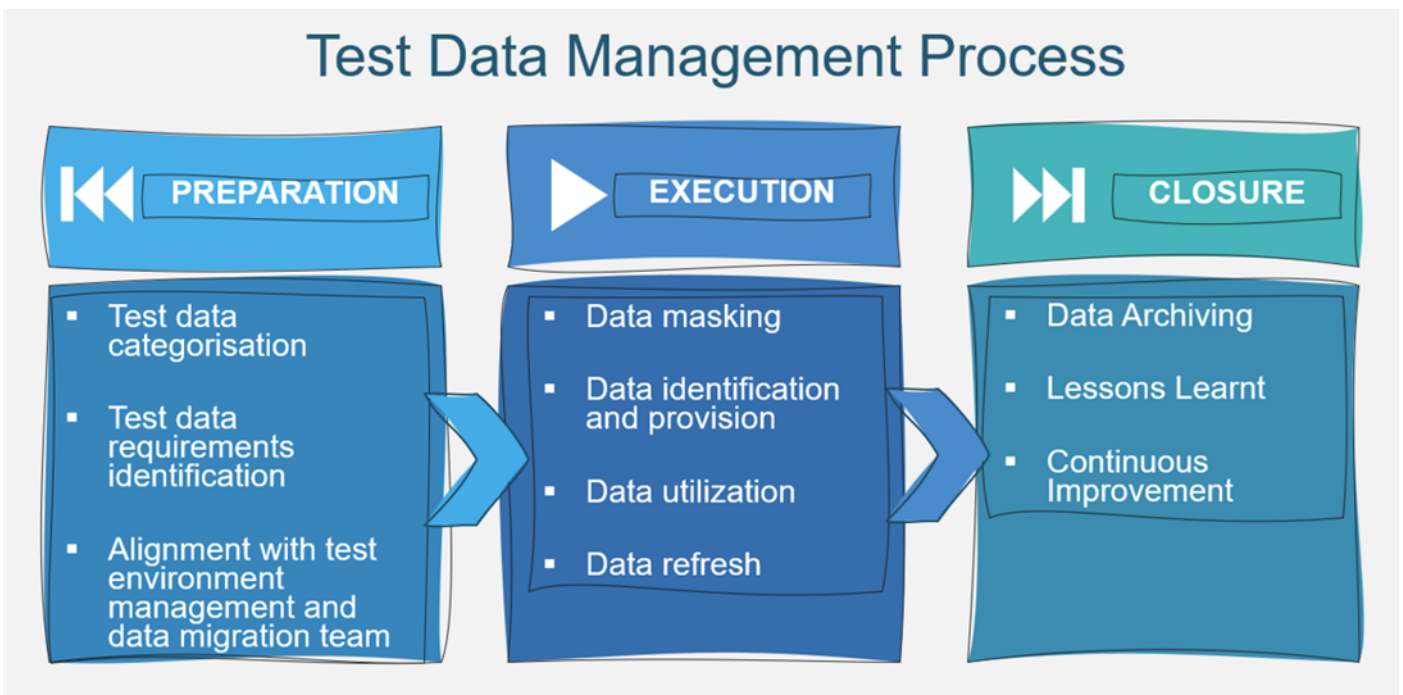 Test Data Management Process
PREPARATION
Test data
categorisation
Test data
requirements
identification
Alignment with test
environment
management and
data migration team
EXECUTION
Data masking
Data identification
and provision
Data utilization
Data refresh
CLOSURE
Data Archiving
Lessons Learnt
Continuous
Improvement